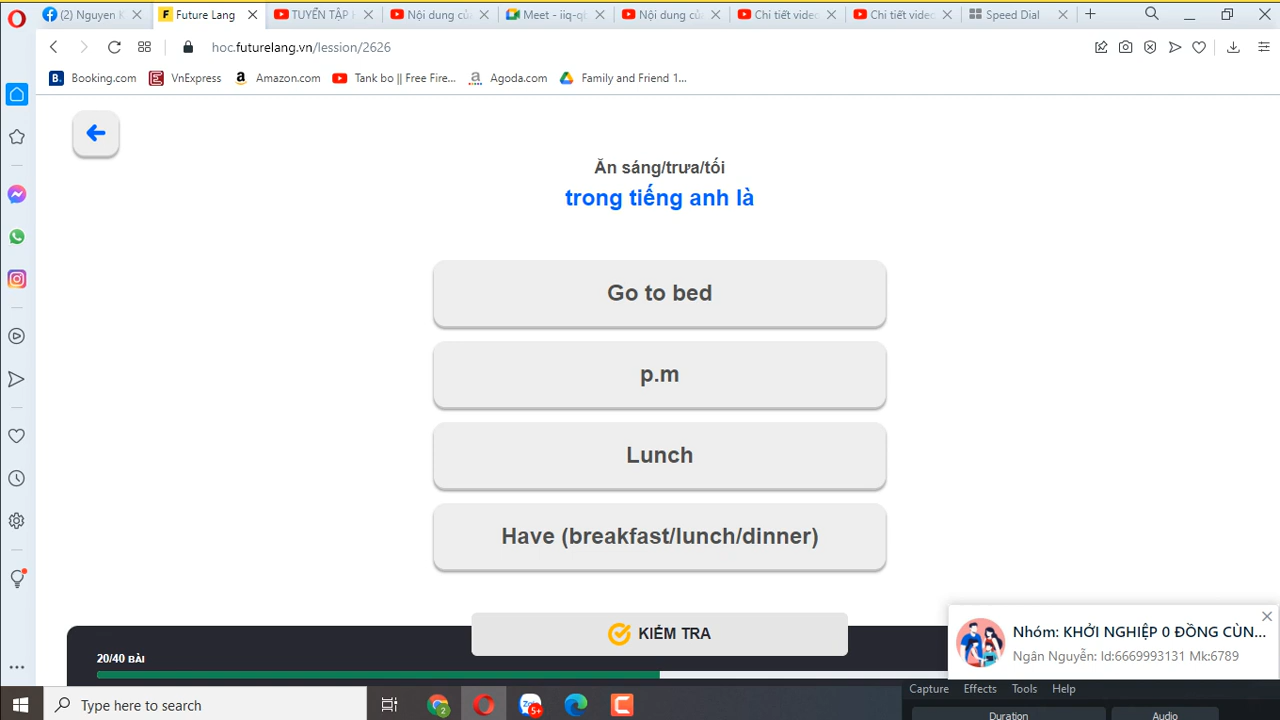 (2) Nguyen K
Future Lang
TUYỂN TẬP
Nội dung củ
Meet - iiq-qb
Nội dung củ
Chi tiết video
Chi tiết video
Speed Dial
hoc.futurelang.vn/lession/2626
Booking.com
VnExpress
Amazon.com
Tank bo || Free Fire...
Agoda.com
Family and Friend 1...
Ăn sáng/trưa/tối
trong tiếng anh là
Go to bed
p.m
Lunch
Have (breakfast/lunch/dinner)
KIỂM TRA
20/40 BÀI
Nhóm: KHỞI NGHIỆP 0 ĐỒNG CÙN...
Ngân Nguyễn: Id:6669993131 Mk:6789
Capture Effects Tools Help
Duration Audio
Type here to search
2
Zalo
5+